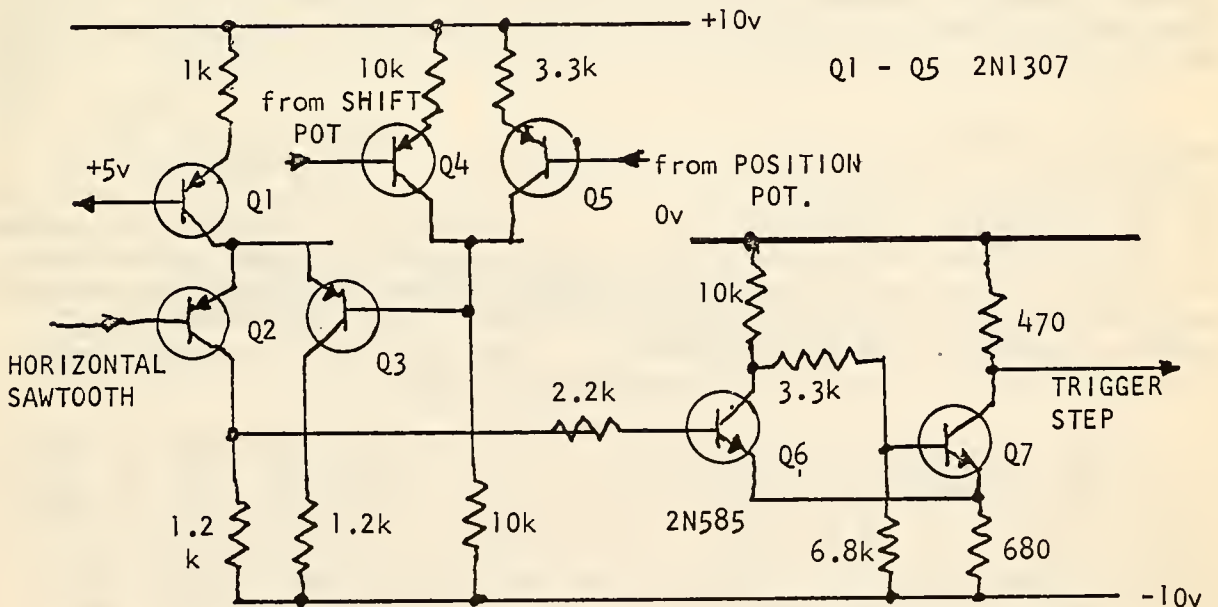 +10v
1k
10k
3.3k
Q1 - Q5 2N1307
from SHIFT
POT
+5v
Q1
Q4
Q5
from POSITION
POT.
0v
Q2
Q3
10k
470
HORIZONTAL
SAWTOOTH
3.3k
TRIGGER
STEP
2.2k
Q6
Q7
1.2
k
1.2k
10k
2N585
6.8k
680
-10v